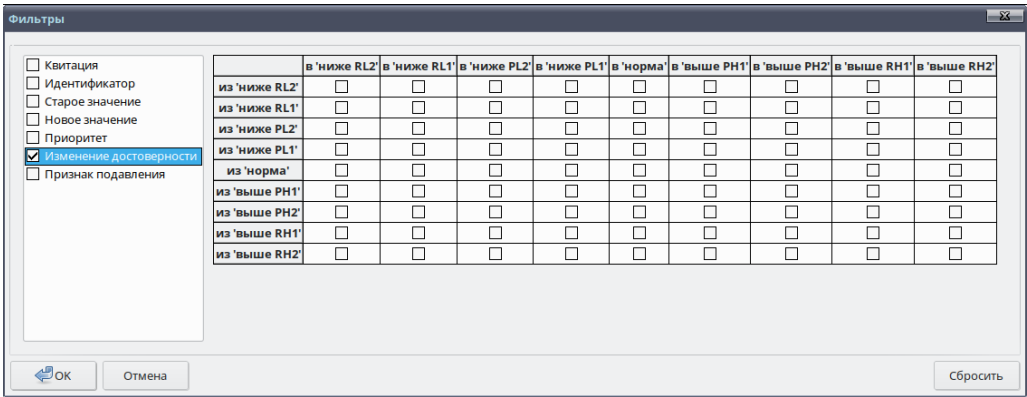 Фильтры
Квитация
Идентификатор
Старое значение
Новое значение
Приоритет
Изменение достоверности
Признак подавления
в 'ниже RL2' в 'ниже RL1' в 'ниже PL2' в 'ниже PL1' в 'норма' в 'выше PH1' в 'выше PH2' в 'выше RH1' в 'выше RH2'
из 'ниже RL2'
из 'ниже RL1'
из 'ниже PL2'
из 'ниже PL1'
из 'норма'
из 'выше PH1'
из 'выше PH2'
из 'выше RH1'
из 'выше RH2'
OK Отмена Сбросить